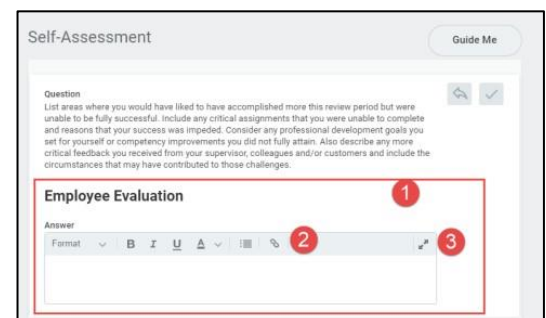 Self-Assessment
Guide Me
Question
List areas where you would have liked to have accomplished more this review period but were
unable to be fully successful. Include any critical assignments that you were unable to complete
and reasons that your success was impeded. Consider any professional development goals you
set for yourself or competency improvements you did not fully attain. Also describe any more
critical feedback you received from your supervisor, colleagues and/or customers and include the
circumstances that may have contributed to those challenges.
Employee Evaluation
1
Answer
Format B I U A 2 3